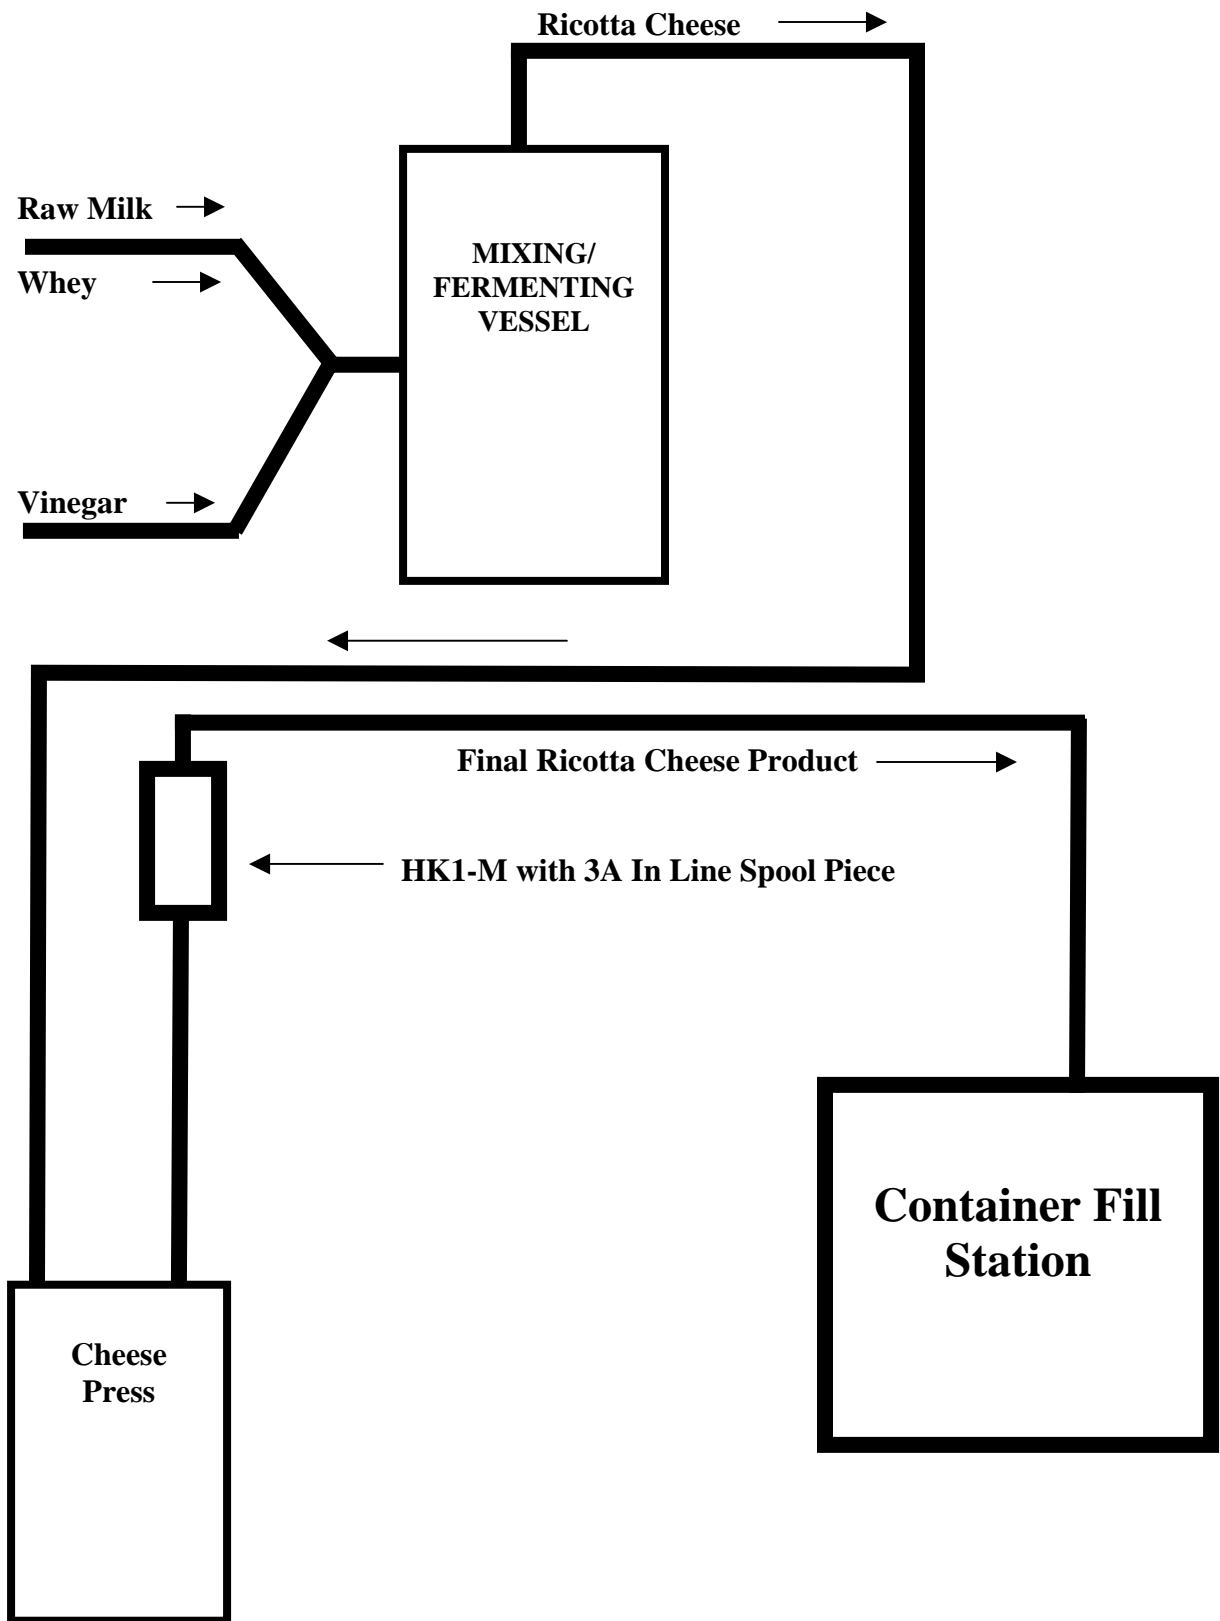 Ricotta Cheese
Raw Milk
Whey
MIXING/
FERMENTING
VESSEL
Vinegar
Final Ricotta Cheese Product
HK1-M with 3A In Line Spool Piece
Container Fill
Station
Cheese
Press